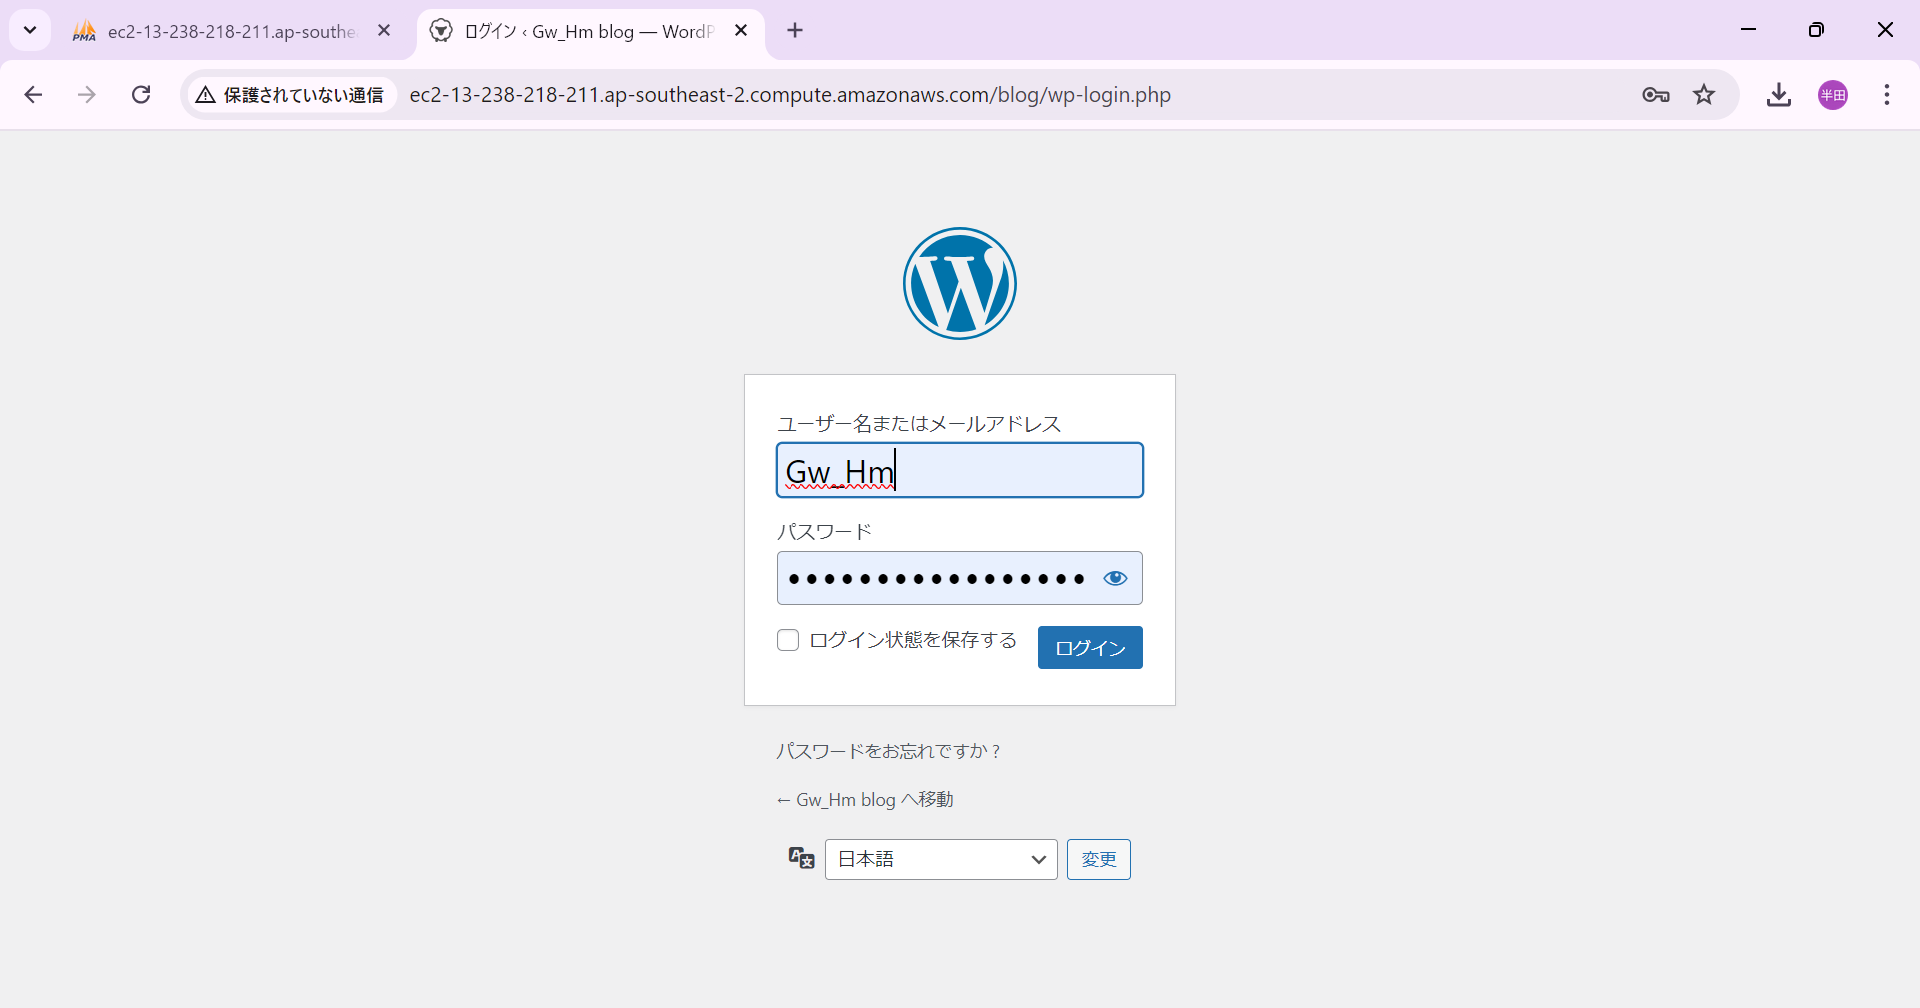 PMA ec2-13-238-218-211.ap-southe
ログイン ‹ Gw_Hm blog — WordP
保護されていない通信 ec2-13-238-218-211.ap-southeast-2.compute.amazonaws.com/blog/wp-login.php
半田
ユーザー名またはメールアドレス
Gw_Hm
パスワード
ログイン状態を保存する
ログイン
パスワードをお忘れですか ?
← Gw_Hm blog へ移動
日本語
変更